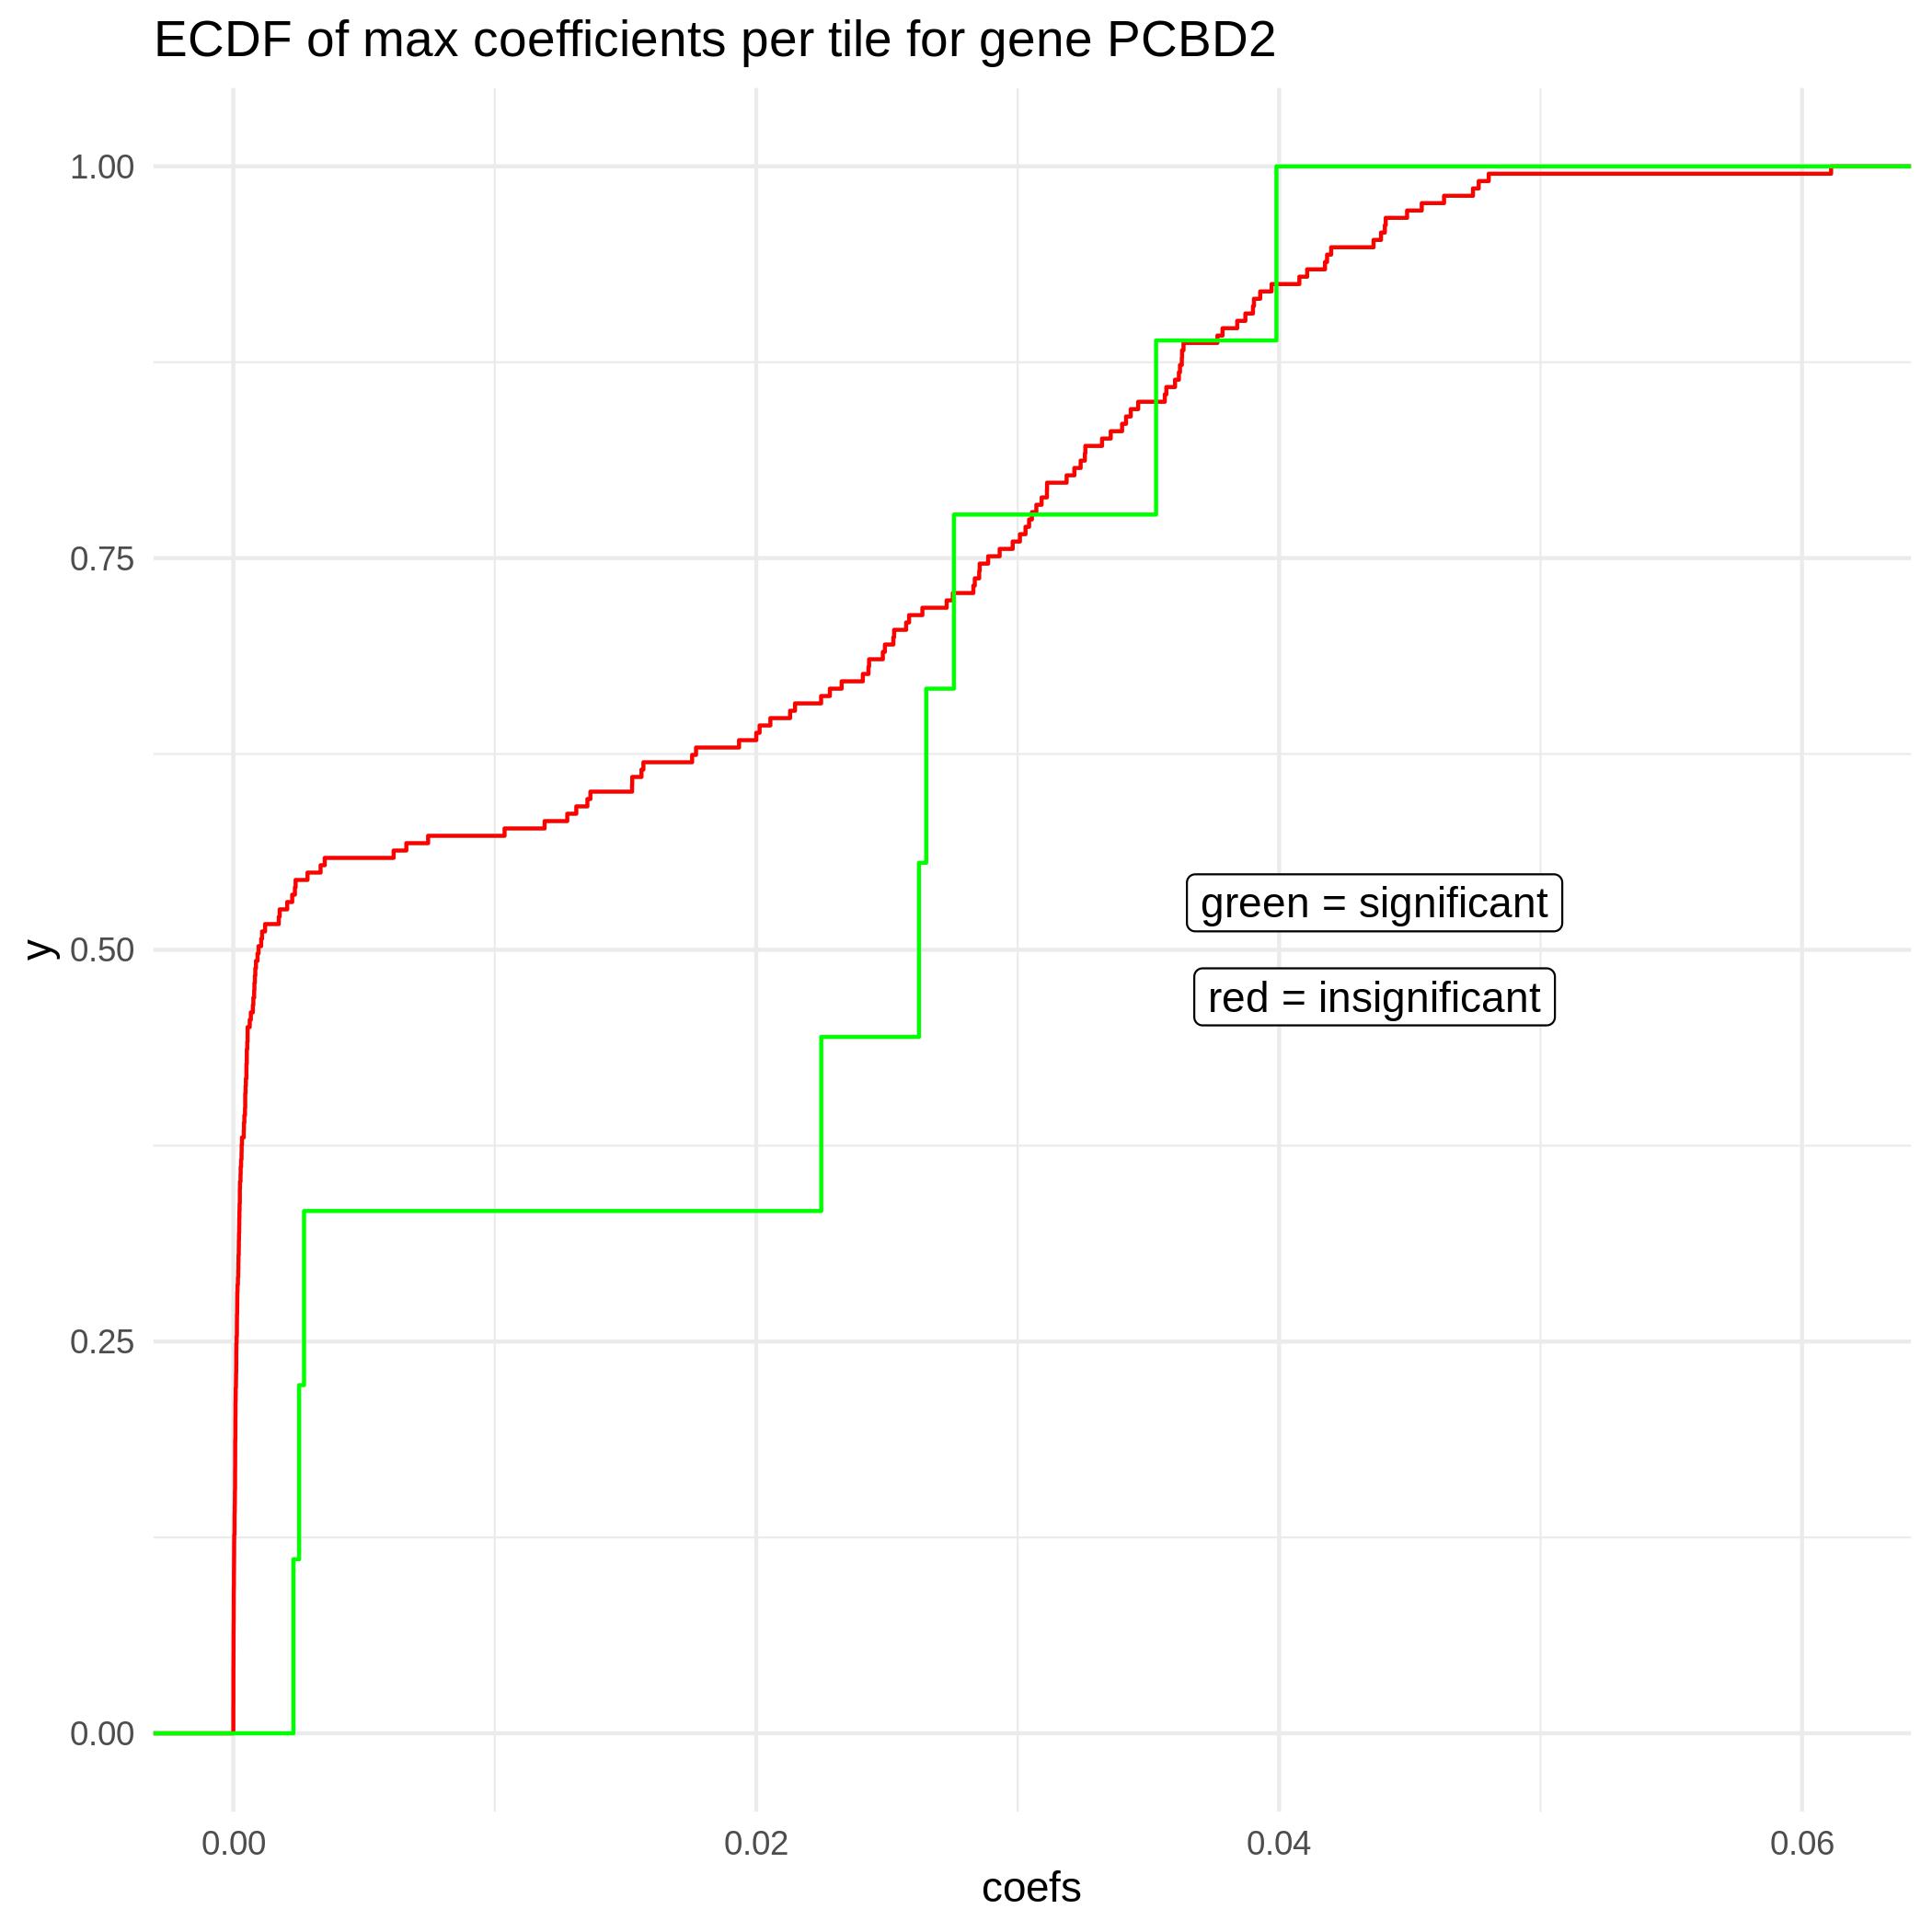 ECDF of max coefficients per tile for gene PCBD2
1.00
0.75
0.50
0.25
0.00
y
green = significant
red = insignificant
0.00 0.02 0.04 0.06
coefs